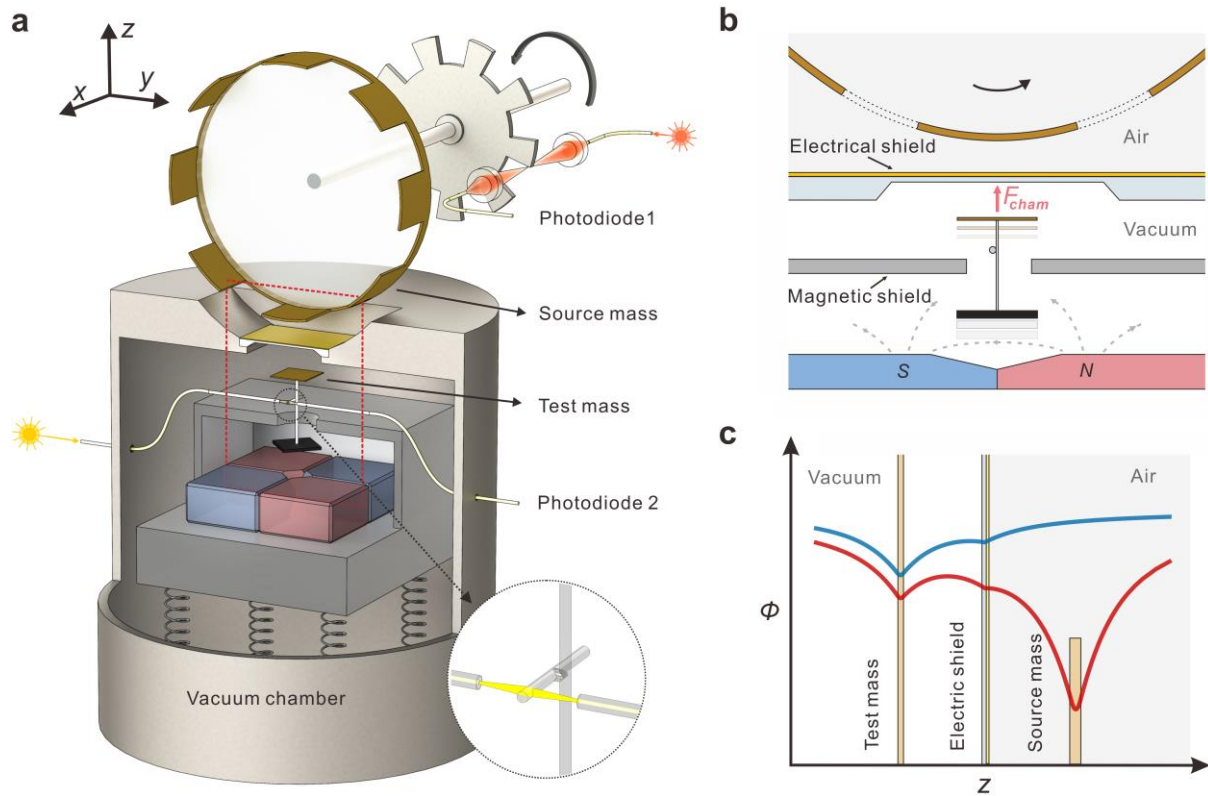 a
z
y
x
Photodiode1
Source mass
Test mass
Photodiode 2
Vacuum chamber
b
Air
Electrical shield
Fcham
Vacuum
Magnetic shield
S
N
c
Vacuum
Air
Φ
Test mass
Electric shield
Source mass
z